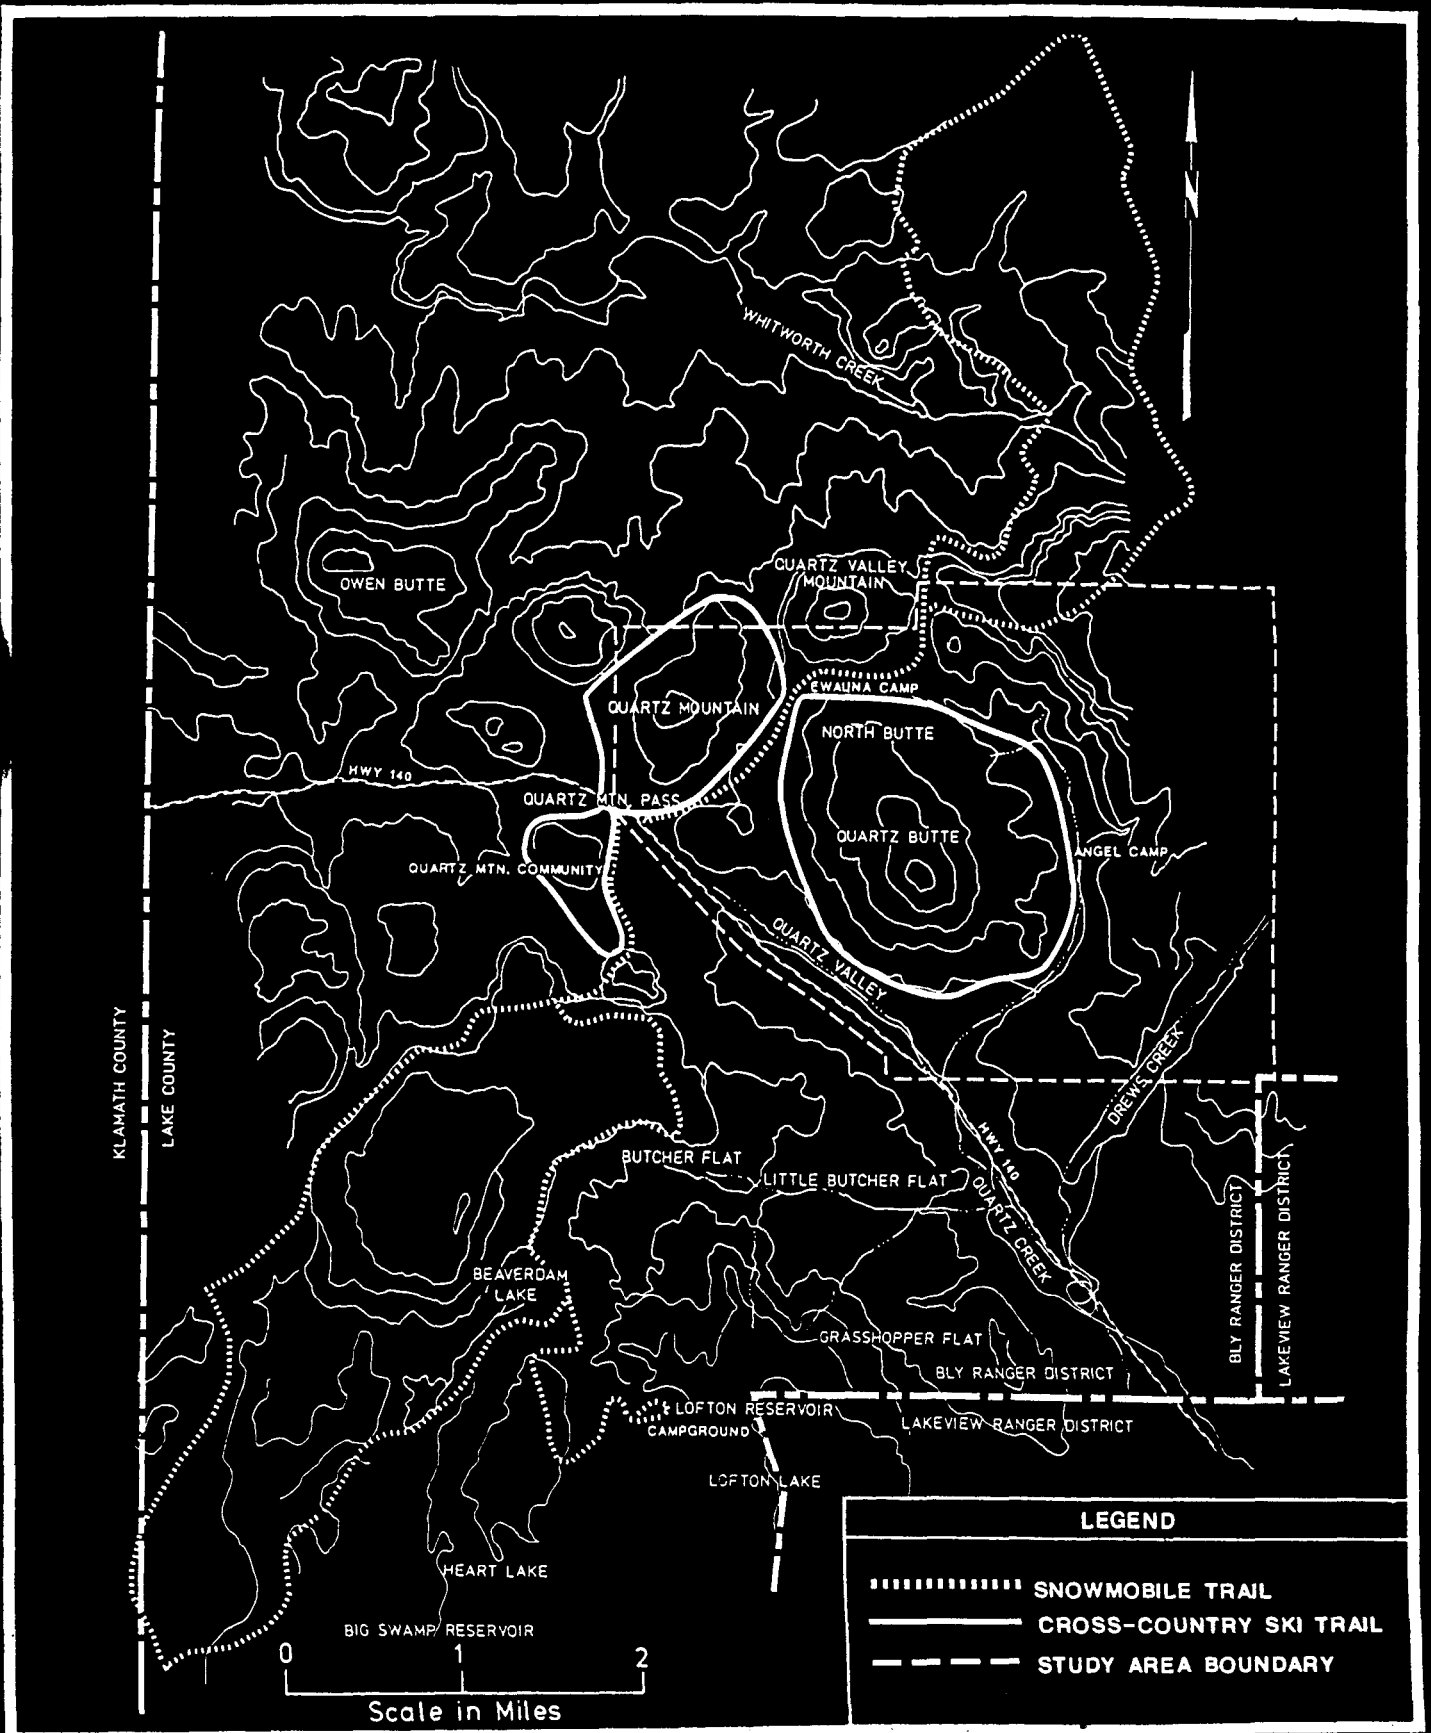 N
WHITWORTH CREEK
QUARTZ VALLEY
MOUNTAIN
OWEN BUTTE
EWAUNA CAMP
QUARTZ MOUNTAIN
NORTH BUTTE
HWY 140
QUARTZ MTN. PASS
QUARTZ BUTTE
ANGEL CAMP
QUARTZ MTN. COMMUNITY
QUARTZ VALLEY
KLAMATH COUNTY
LAKE COUNTY
DREWS CREEK
HWY 140
BUTCHER FLAT
LITTLE BUTCHER FLAT
QUARTZ CREEK
BLY RANGER DISTRICT
LAKEVIEW RANGER DISTRICT
BEAVERDAM
LAKE
GRASSHOPPER FLAT
BLY RANGER DISTRICT
LOFTON RESERVOIR
CAMPGROUND
LAKEVIEW RANGER DISTRICT
LOFTON LAKE
HEART LAKE
BIG SWAMP RESERVOIR
0 1 2
Scale in Miles
LEGEND
SNOWMOBILE TRAIL
CROSS-COUNTRY SKI TRAIL
STUDY AREA BOUNDARY